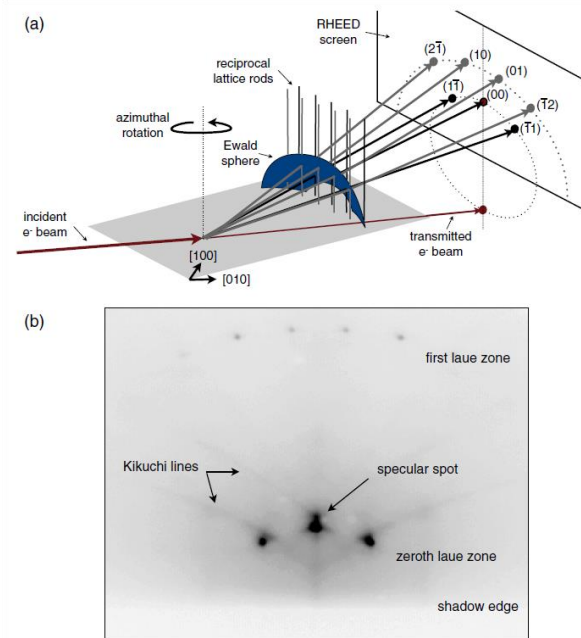 (a)
RHEED
screen
reciprocal
lattice rods
(21̄)
(10)
(01)
(11̄)
(00)
(1̄2)
(1̄1)
azimuthal
rotation
Ewald
sphere
incident
e- beam
transmitted
e- beam
[100]
[010]
(b)
first laue zone
Kikuchi lines
specular spot
zeroth laue zone
shadow edge